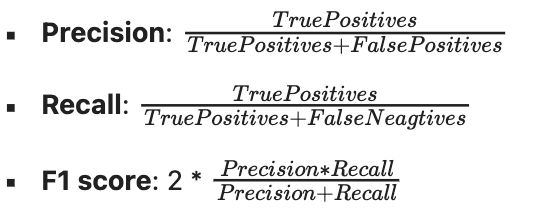 ▪ Precision: TruePositives / TruePositives+FalsePositives
▪ Recall: TruePositives / TruePositives+FalseNeagtives
▪ F1 score: 2 * Precision*Recall / Precision+Recall